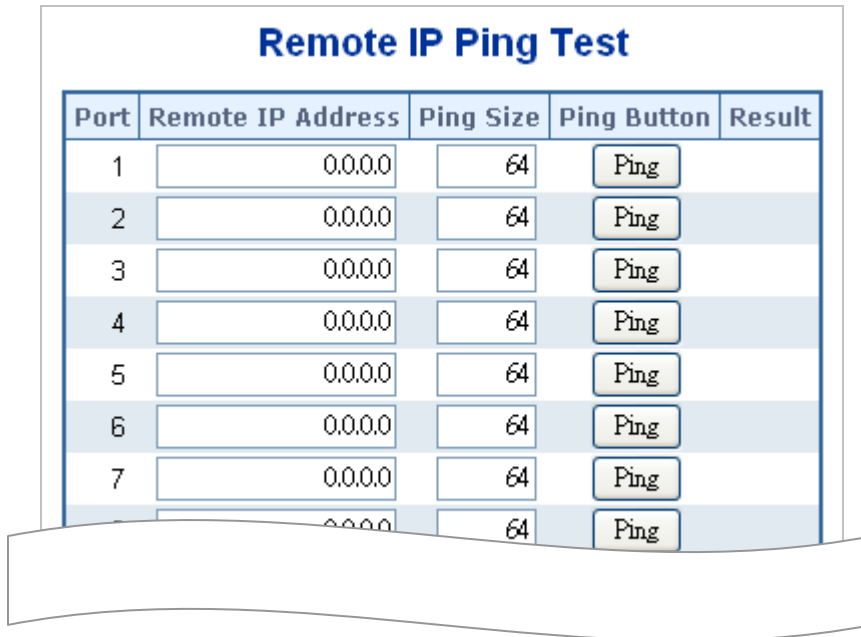 Remote IP Ping Test
Port Remote IP Address Ping Size Ping Button Result
1 0.0.0.0 64 Ping
2 0.0.0.0 64 Ping
3 0.0.0.0 64 Ping
4 0.0.0.0 64 Ping
5 0.0.0.0 64 Ping
6 0.0.0.0 64 Ping
7 0.0.0.0 64 Ping
64 Ping